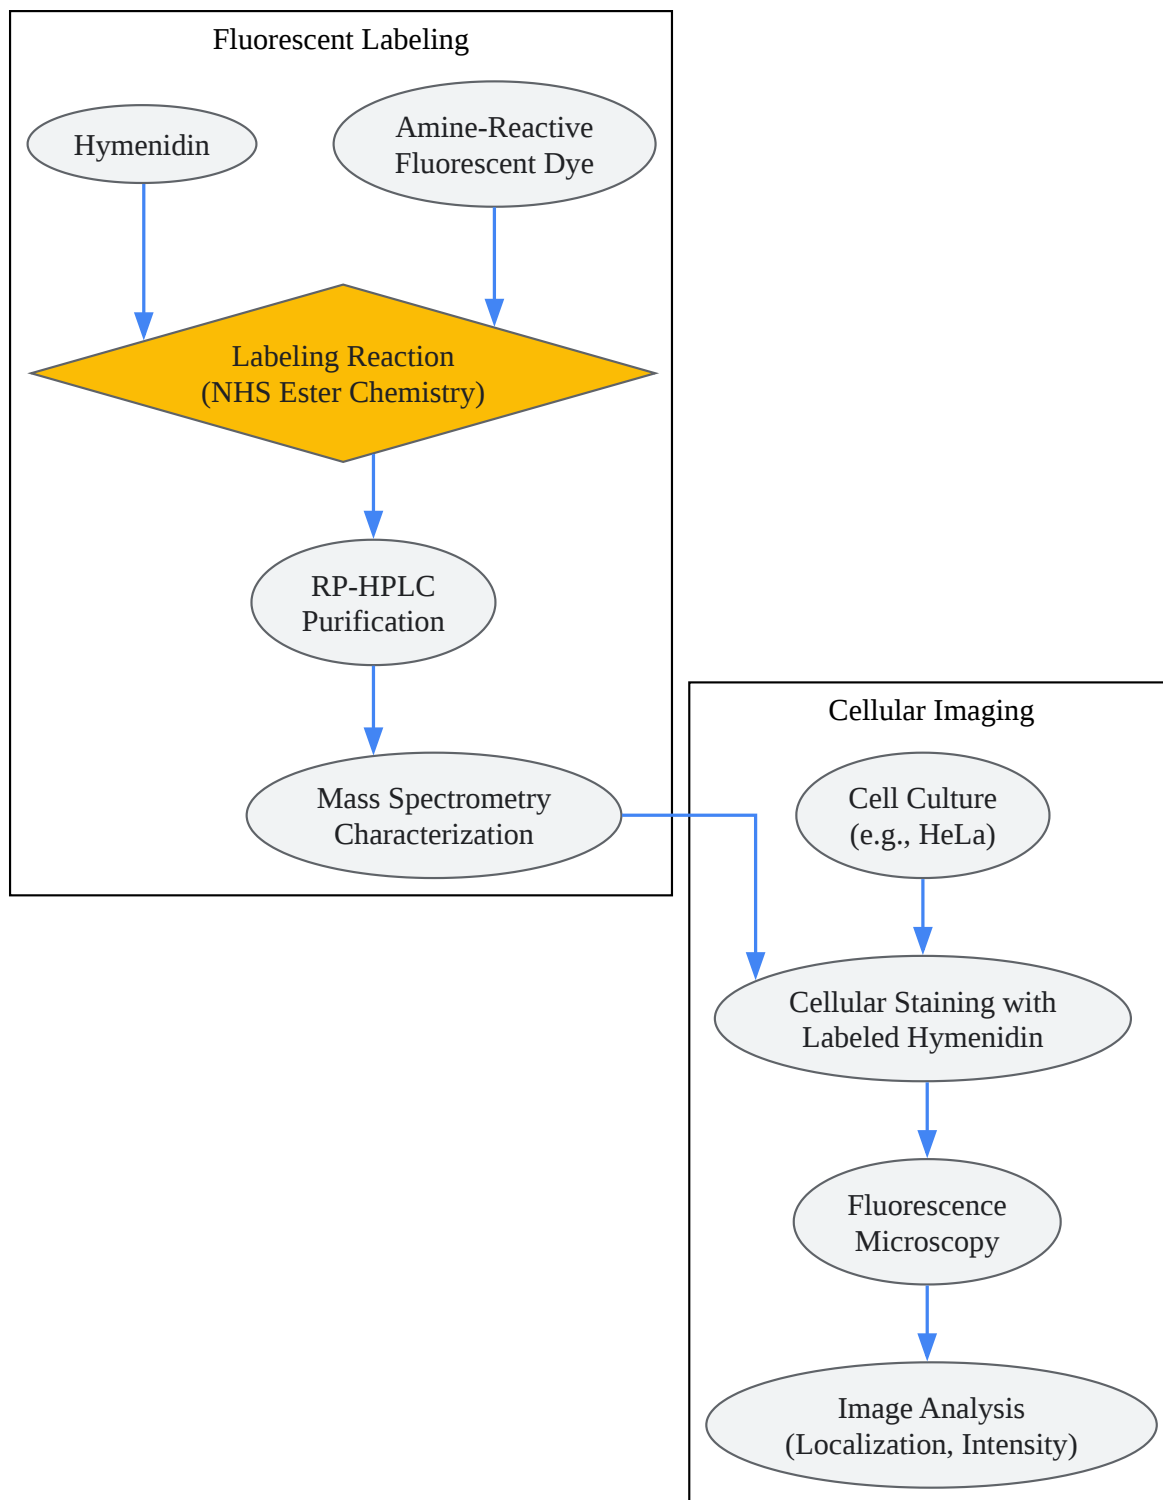 Fluorescent Labeling
Hymenidin
Amine-Reactive
Fluorescent Dye
Labeling Reaction
(NHS Ester Chemistry)
RP-HPLC
Purification
Mass Spectrometry
Characterization
Cellular Imaging
Cell Culture
(e.g., HeLa)
Cellular Staining with
Labeled Hymenidin
Fluorescence
Microscopy
Image Analysis
(Localization, Intensity)